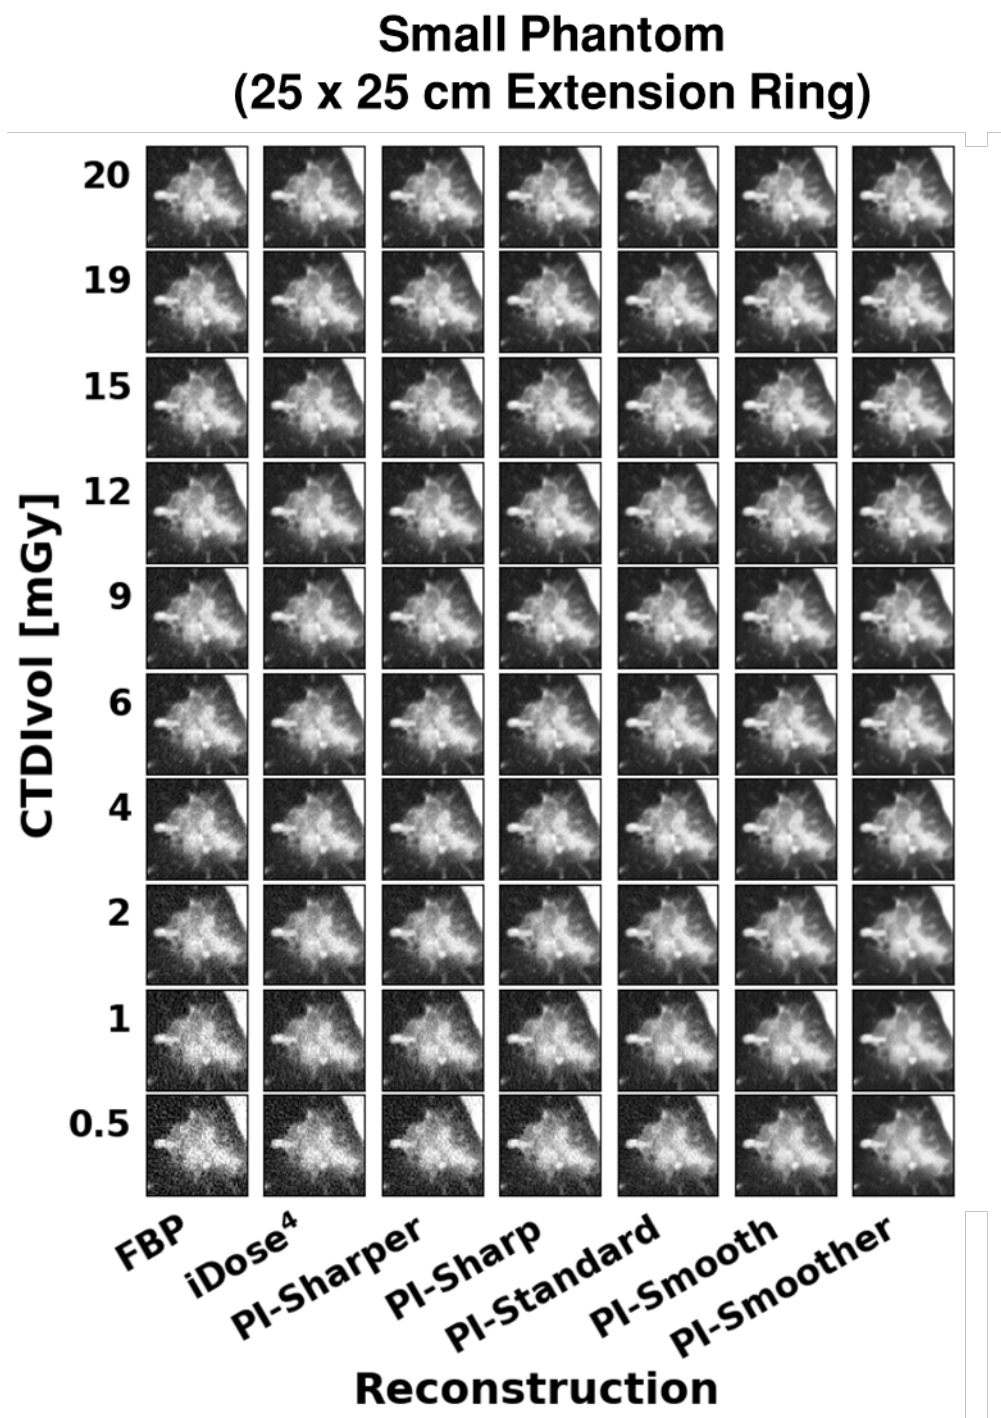 Small Phantom
(25 x 25 cm Extension Ring)
20
19
15
12
9
6
4
2
1
0.5
CTDIvol [mGy]
FBP
iDose⁴
PI-Sharper
PI-Sharp
PI-Standard
PI-Smooth
PI-Smoother
Reconstruction